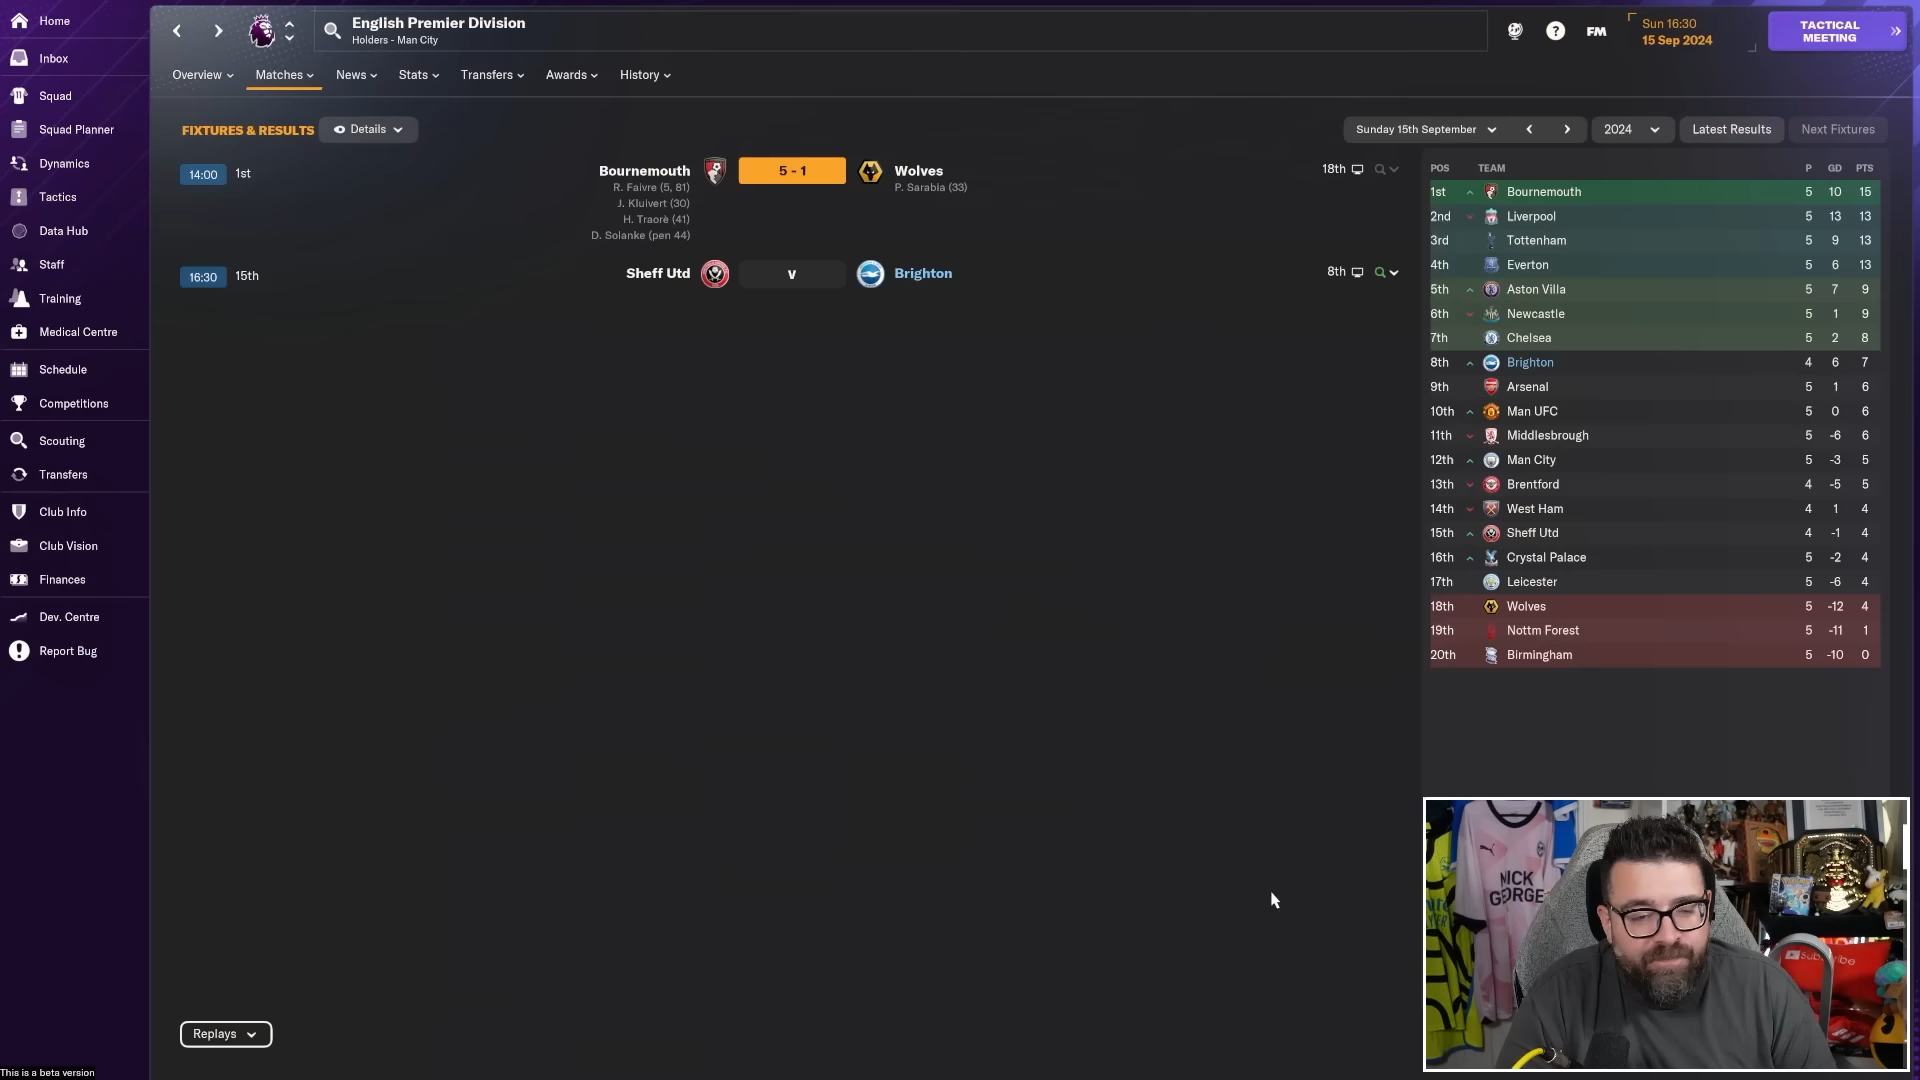 Home
Inbox
Squad
Squad Planner
Dynamics
Tactics
Data Hub
Staff
Training
Medical Centre
Schedule
Competitions
Scouting
Transfers
Club Info
Club Vision
Finances
Dev. Centre
Report Bug
This is a beta version
English Premier Division
Holders - Man City
FM
Sun 16:30
15 Sep 2024
TACTICAL
MEETING
Overview Matches News Stats Transfers Awards History
FIXTURES & RESULTS Details
Sunday 15th September 2024 Latest Results Next Fixtures
14:00 1st Bournemouth 5 - 1 Wolves 18th
R. Faivre (5, 81) P. Sarabia (33)
J. Kluivert (30)
H. Traorè (41)
D. Solanke (pen 44)
16:30 15th Sheff Utd v Brighton 8th
POS TEAM P GD PTS
1st Bournemouth 5 10 15
2nd Liverpool 5 13 13
3rd Tottenham 5 9 13
4th Everton 5 6 13
5th Aston Villa 5 7 9
6th Newcastle 5 1 9
7th Chelsea 5 2 8
8th Brighton 4 6 7
9th Arsenal 5 1 6
10th Man UFC 5 0 6
11th Middlesbrough 5 -6 6
12th Man City 5 -3 5
13th Brentford 4 -5 5
14th West Ham 4 1 4
15th Sheff Utd 4 -1 4
16th Crystal Palace 5 -2 4
17th Leicester 5 -6 4
18th Wolves 5 -12 4
19th Nottm Forest 5 -11 1
20th Birmingham 5 -10 0
Replays
NICK
GEORGE
Subscribe